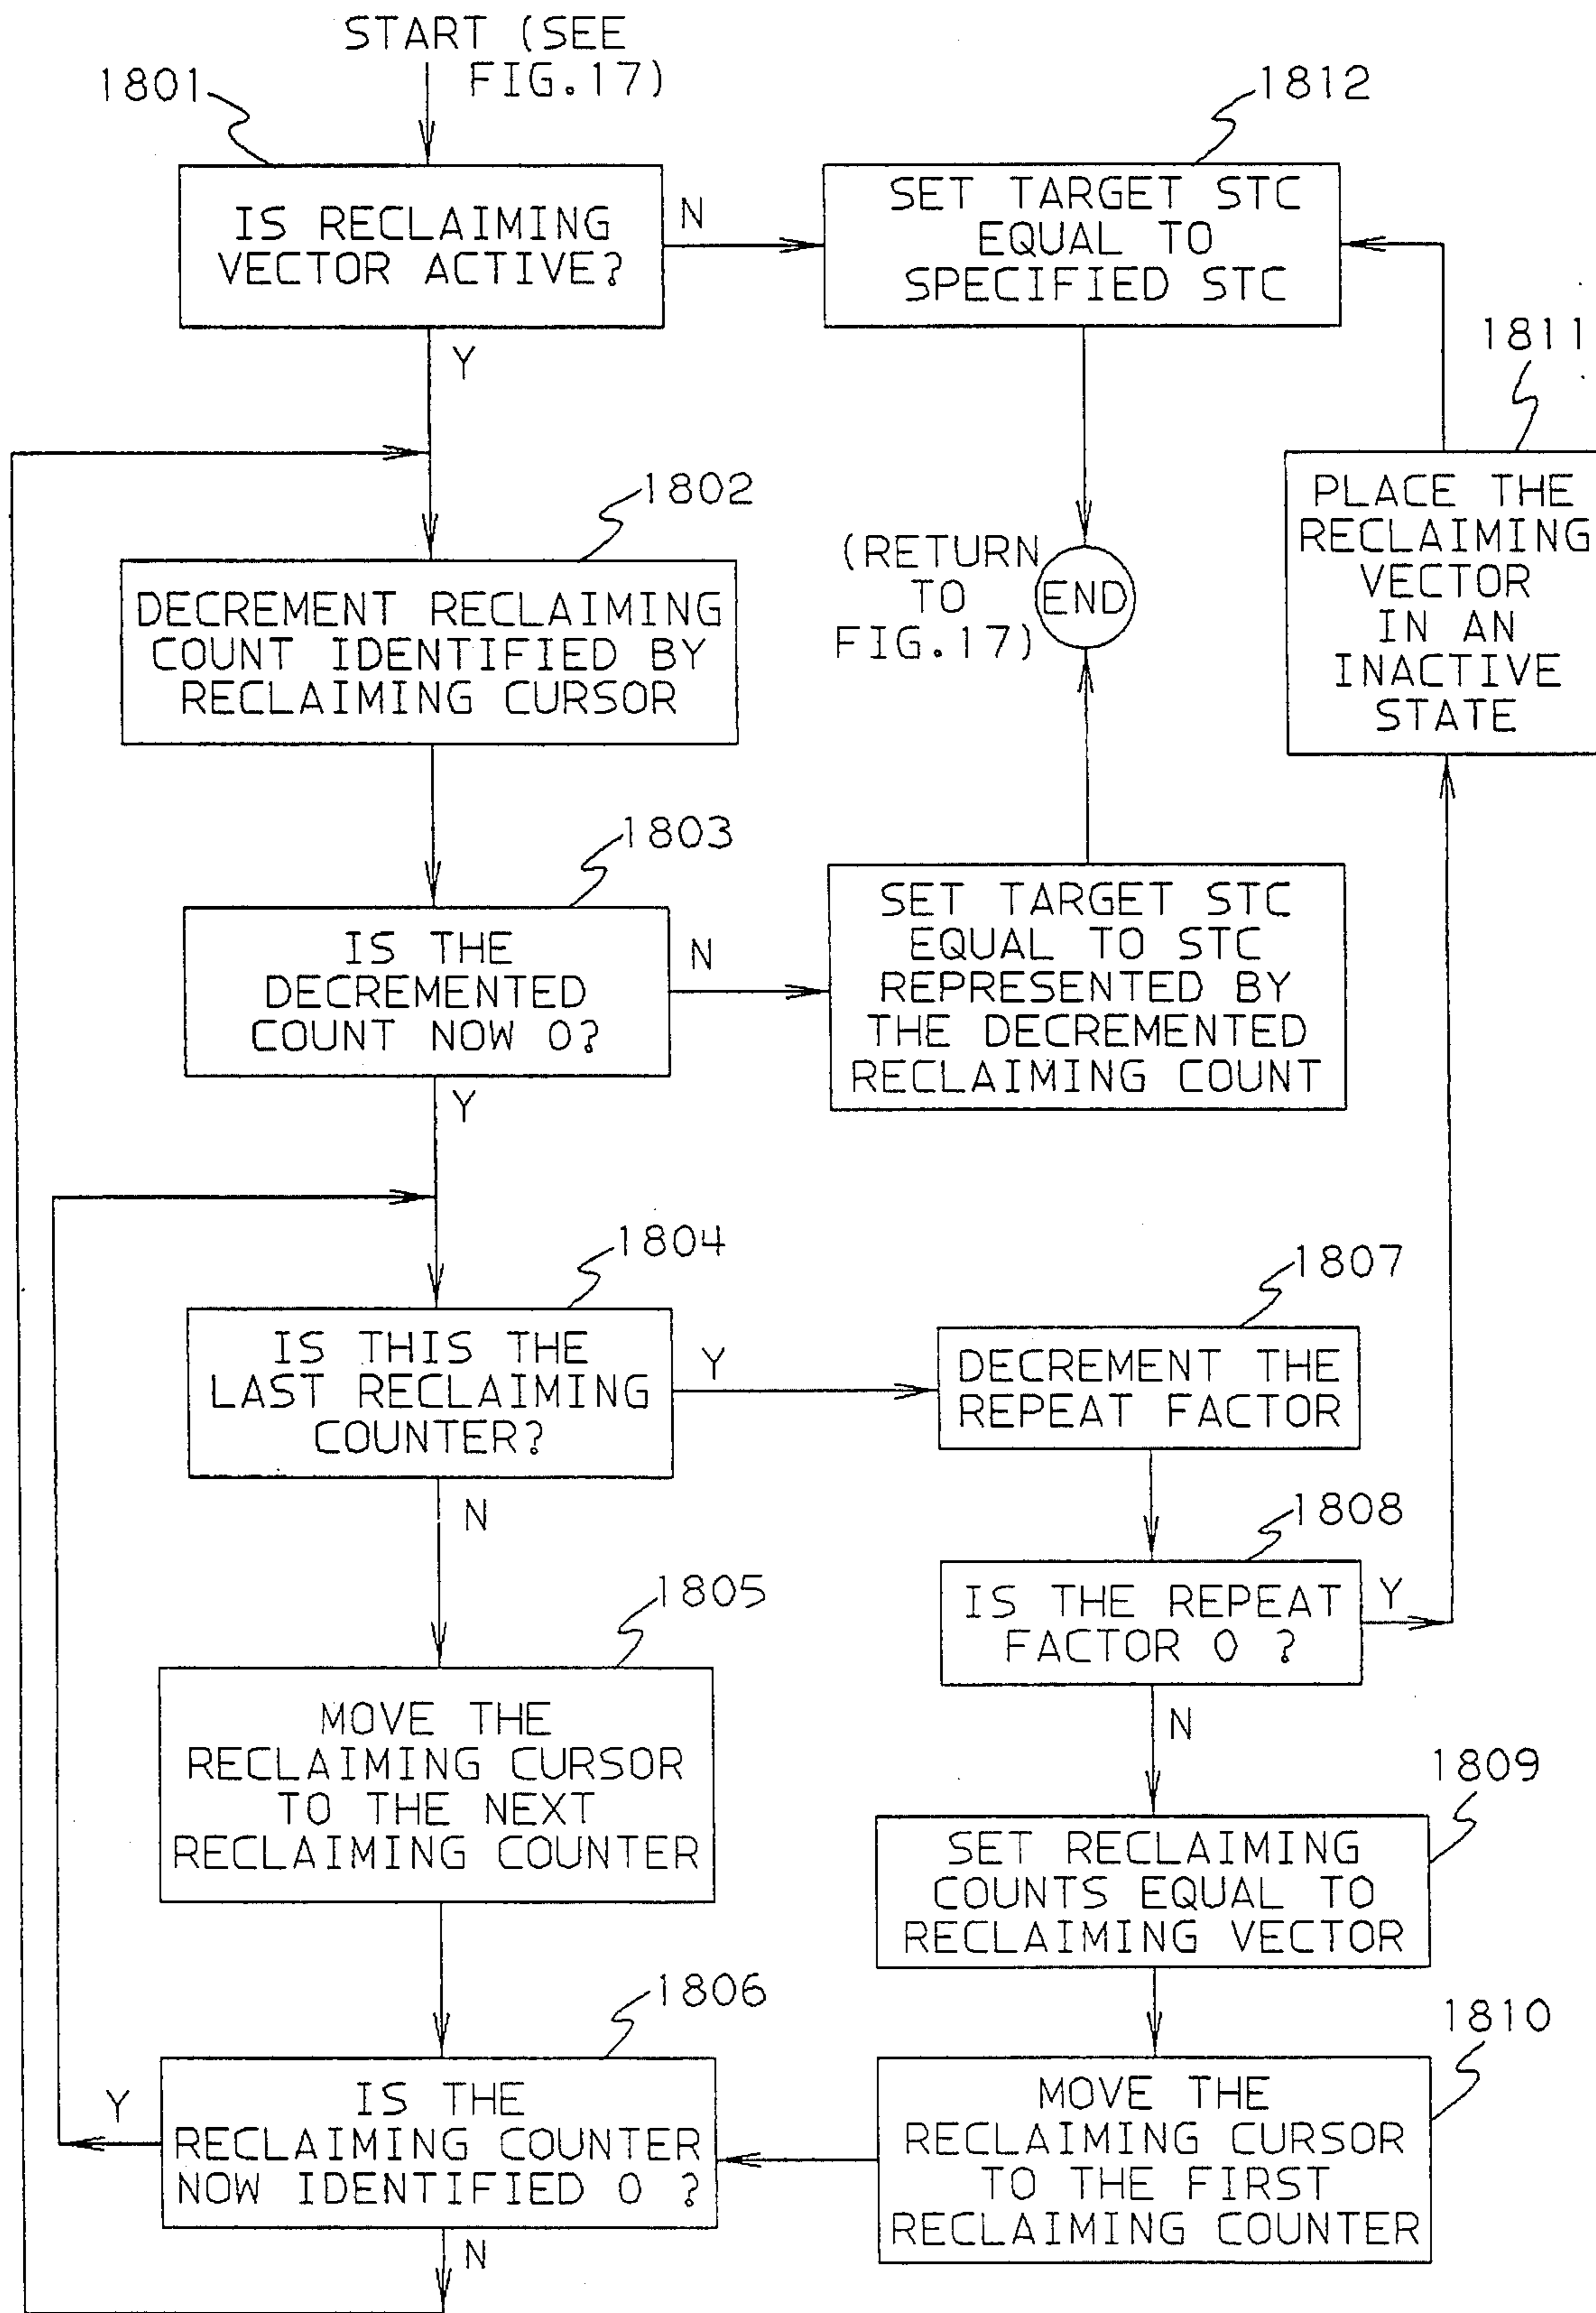 START (SEE
FIG.17)
1801
IS RECLAIMING
VECTOR ACTIVE?
N
Y
1812
SET TARGET STC
EQUAL TO
SPECIFIED STC
1811
PLACE THE
RECLAIMING
VECTOR
IN AN
INACTIVE
STATE
1802
DECREMENT RECLAIMING
COUNT IDENTIFIED BY
RECLAIMING CURSOR
(RETURN
TO
FIG.17)
END
1803
IS THE
DECREMENTED
COUNT NOW 0?
N
Y
SET TARGET STC
EQUAL TO STC
REPRESENTED BY
THE DECREMENTED
RECLAIMING COUNT
1804
IS THIS THE
LAST RECLAIMING
COUNTER?
Y
N
1807
DECREMENT THE
REPEAT FACTOR
1808
IS THE REPEAT
FACTOR 0 ?
Y
N
1805
MOVE THE
RECLAIMING CURSOR
TO THE NEXT
RECLAIMING COUNTER
1809
SET RECLAIMING
COUNTS EQUAL TO
RECLAIMING VECTOR
1806
IS THE
RECLAIMING COUNTER
NOW IDENTIFIED 0 ?
Y
N
1810
MOVE THE
RECLAIMING CURSOR
TO THE FIRST
RECLAIMING COUNTER